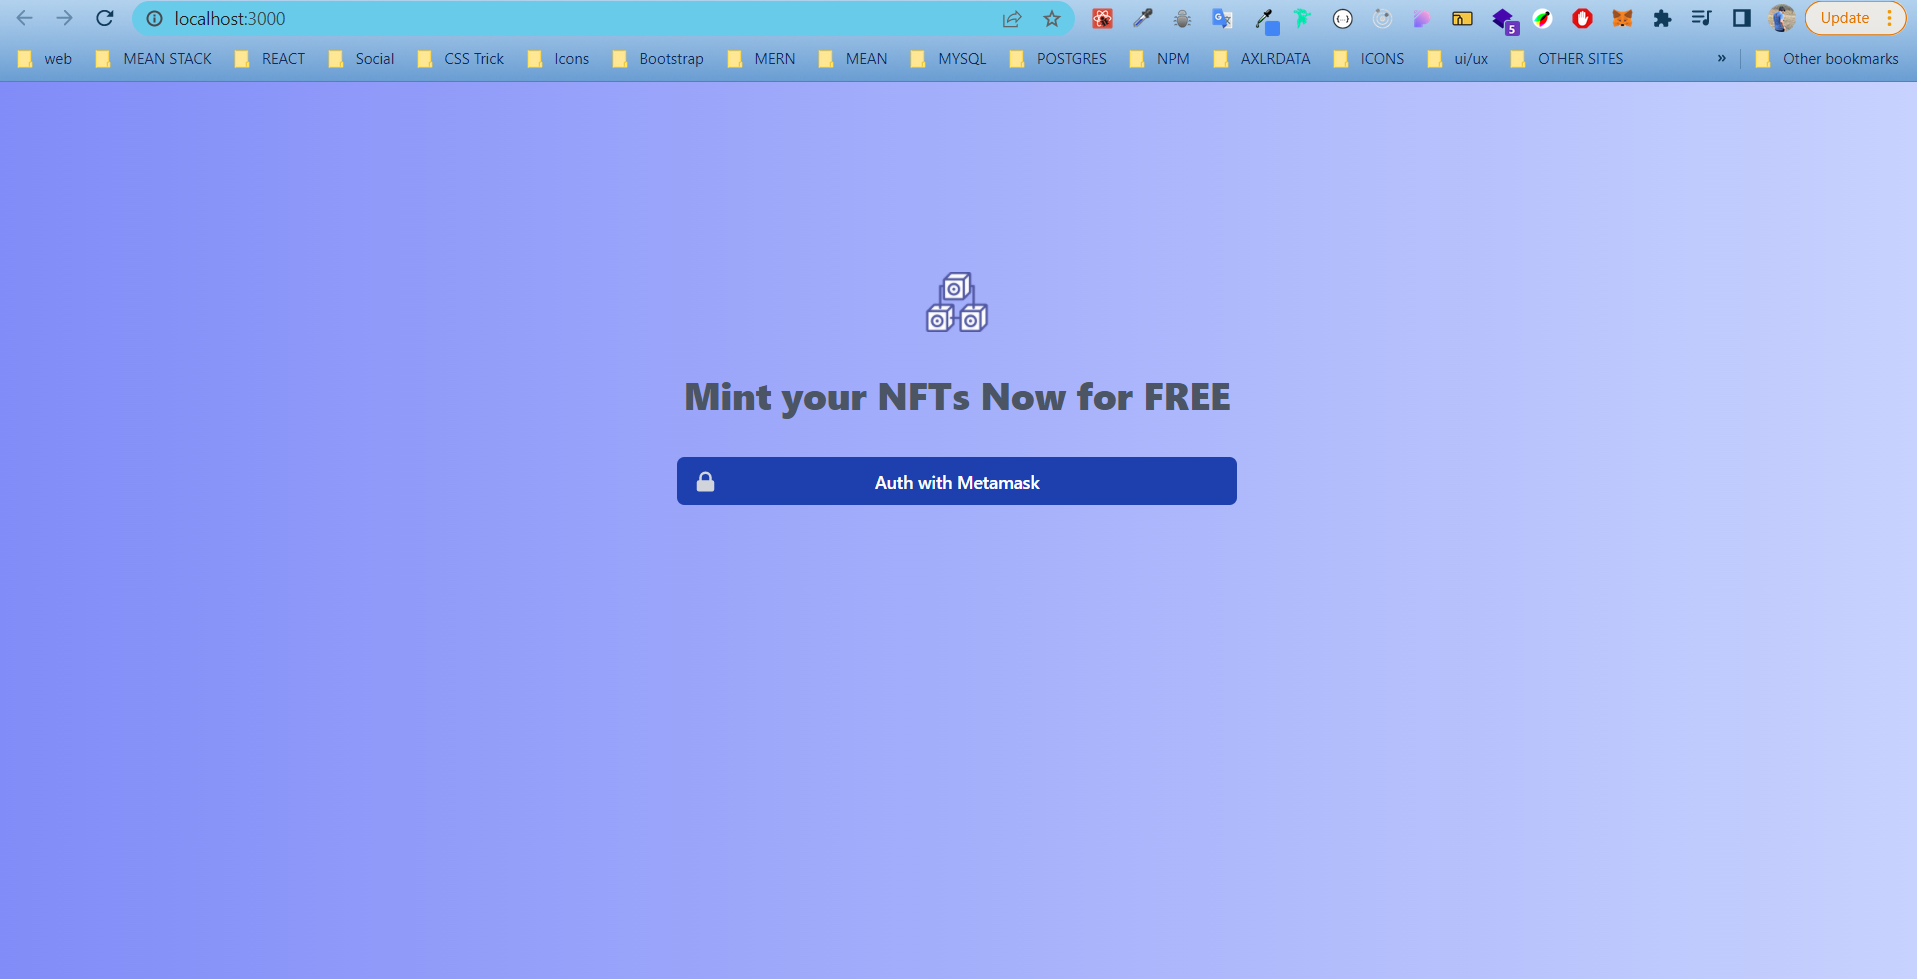 localhost:3000
Update
5
web MEAN STACK REACT Social CSS Trick Icons Bootstrap MERN MEAN MYSQL POSTGRES NPM AXLRDATA ICONS ui/ux OTHER SITES » Other bookmarks
Mint your NFTs Now for FREE
Auth with Metamask